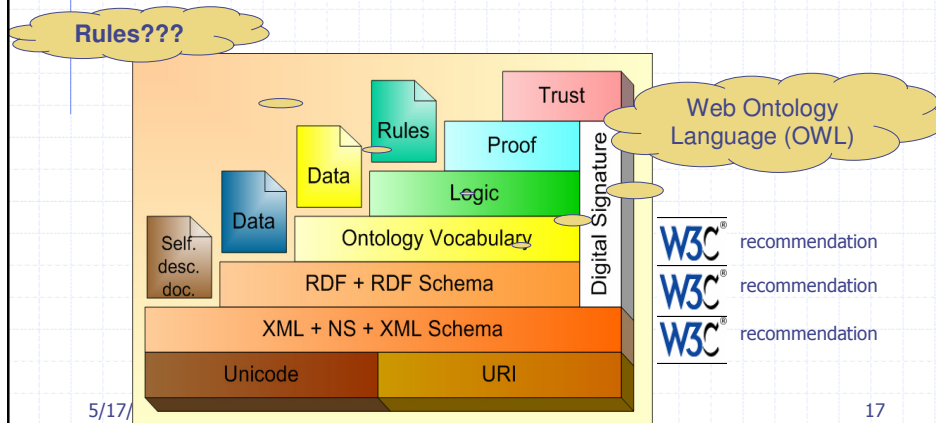 Rules???
Trust
Web Ontology
Language (OWL)
Rules
Proof
Data
Logic
Digital Signature
Data
Ontology Vocabulary
Self.
desc.
doc.
W3C® recommendation
RDF + RDF Schema
W3C® recommendation
XML + NS + XML Schema
W3C® recommendation
Unicode
URI
5/17/
17